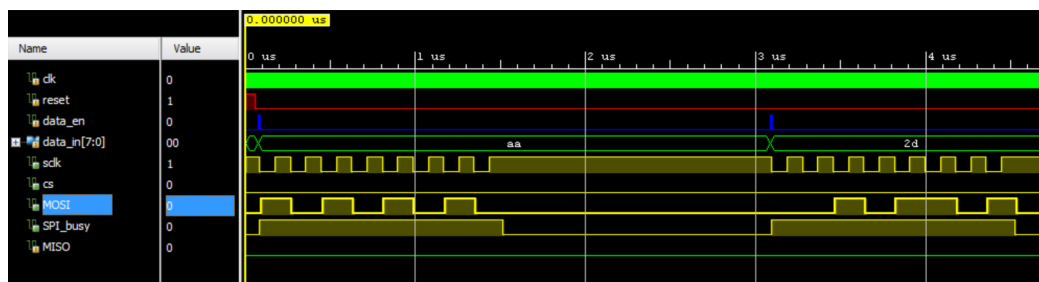 0.000000 us
Name Value
0 us 1 us 2 us 3 us 4 us
clk 0
reset 1
data_en 0
data_in[7:0] 00 aa 2d
sclk 1
cs 0
MOSI 0
SPI_busy 0
MISO 0